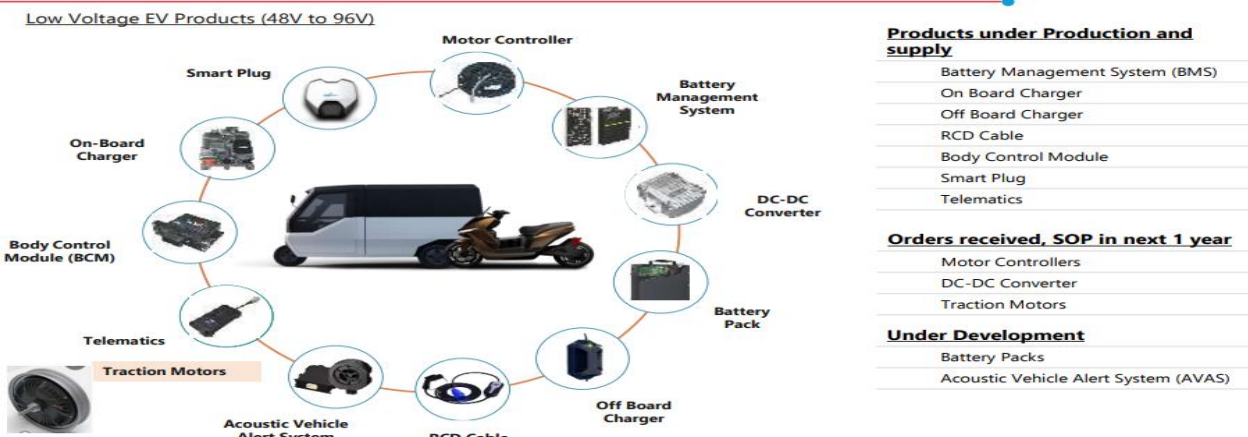 Low Voltage EV Products (48V to 96V)
Motor Controller
Smart Plug
Battery
Management
System
On-Board
Charger
DC-DC
Converter
Body Control
Module (BCM)
Battery
Pack
Telematics
Traction Motors
Off Board
Charger
Acoustic Vehicle
Alert System
RCD Cable
Products under Production and
supply
Battery Management System (BMS)
On Board Charger
Off Board Charger
RCD Cable
Body Control Module
Smart Plug
Telematics
Orders received, SOP in next 1 year
Motor Controllers
DC-DC Converter
Traction Motors
Under Development
Battery Packs
Acoustic Vehicle Alert System (AVAS)